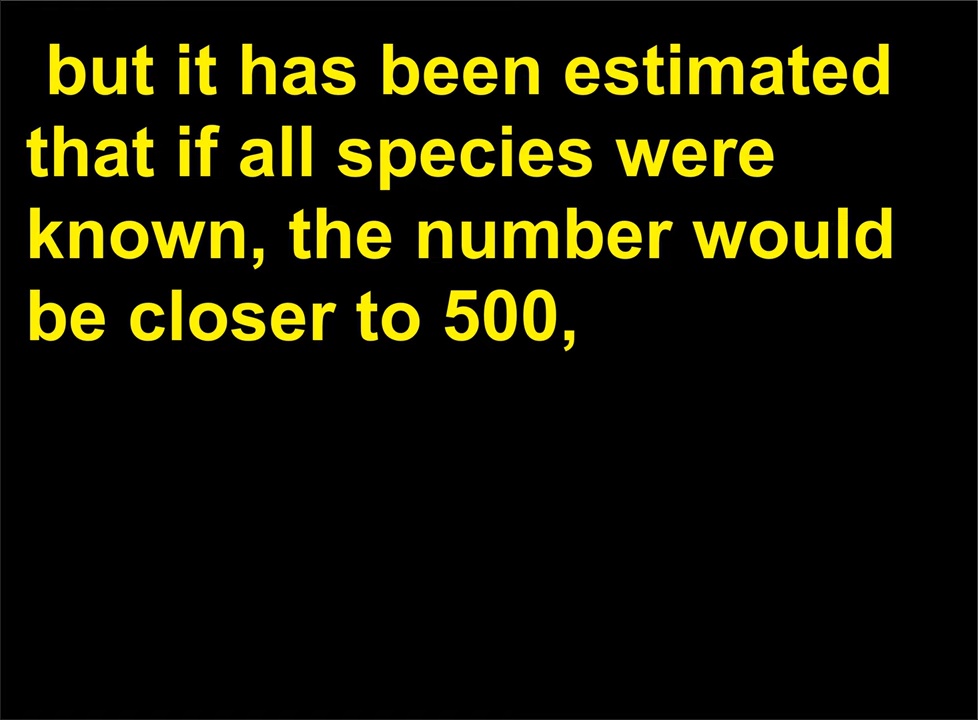 but it has been estimated
that if all species were
known, the number would
be closer to 500,